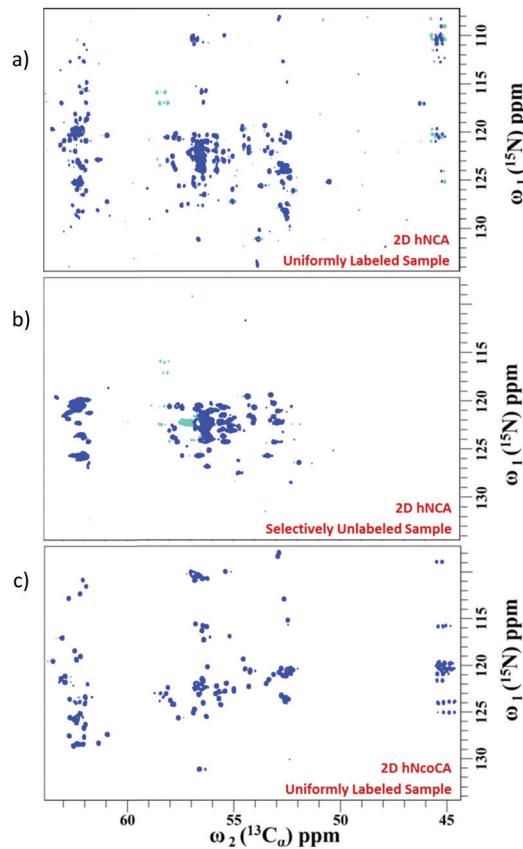 a)
110
115
120
125
130
ω1 (15N) ppm
2D hNCA
Uniformly Labeled Sample
b)
115
120
125
130
ω1 (15N) ppm
2D hNCA
Selectively Unlabeled Sample
c)
110
115
120
125
130
ω1 (15N) ppm
2D hNcoCA
Uniformly Labeled Sample
60
55
50
45
ω2 (13Cα) ppm